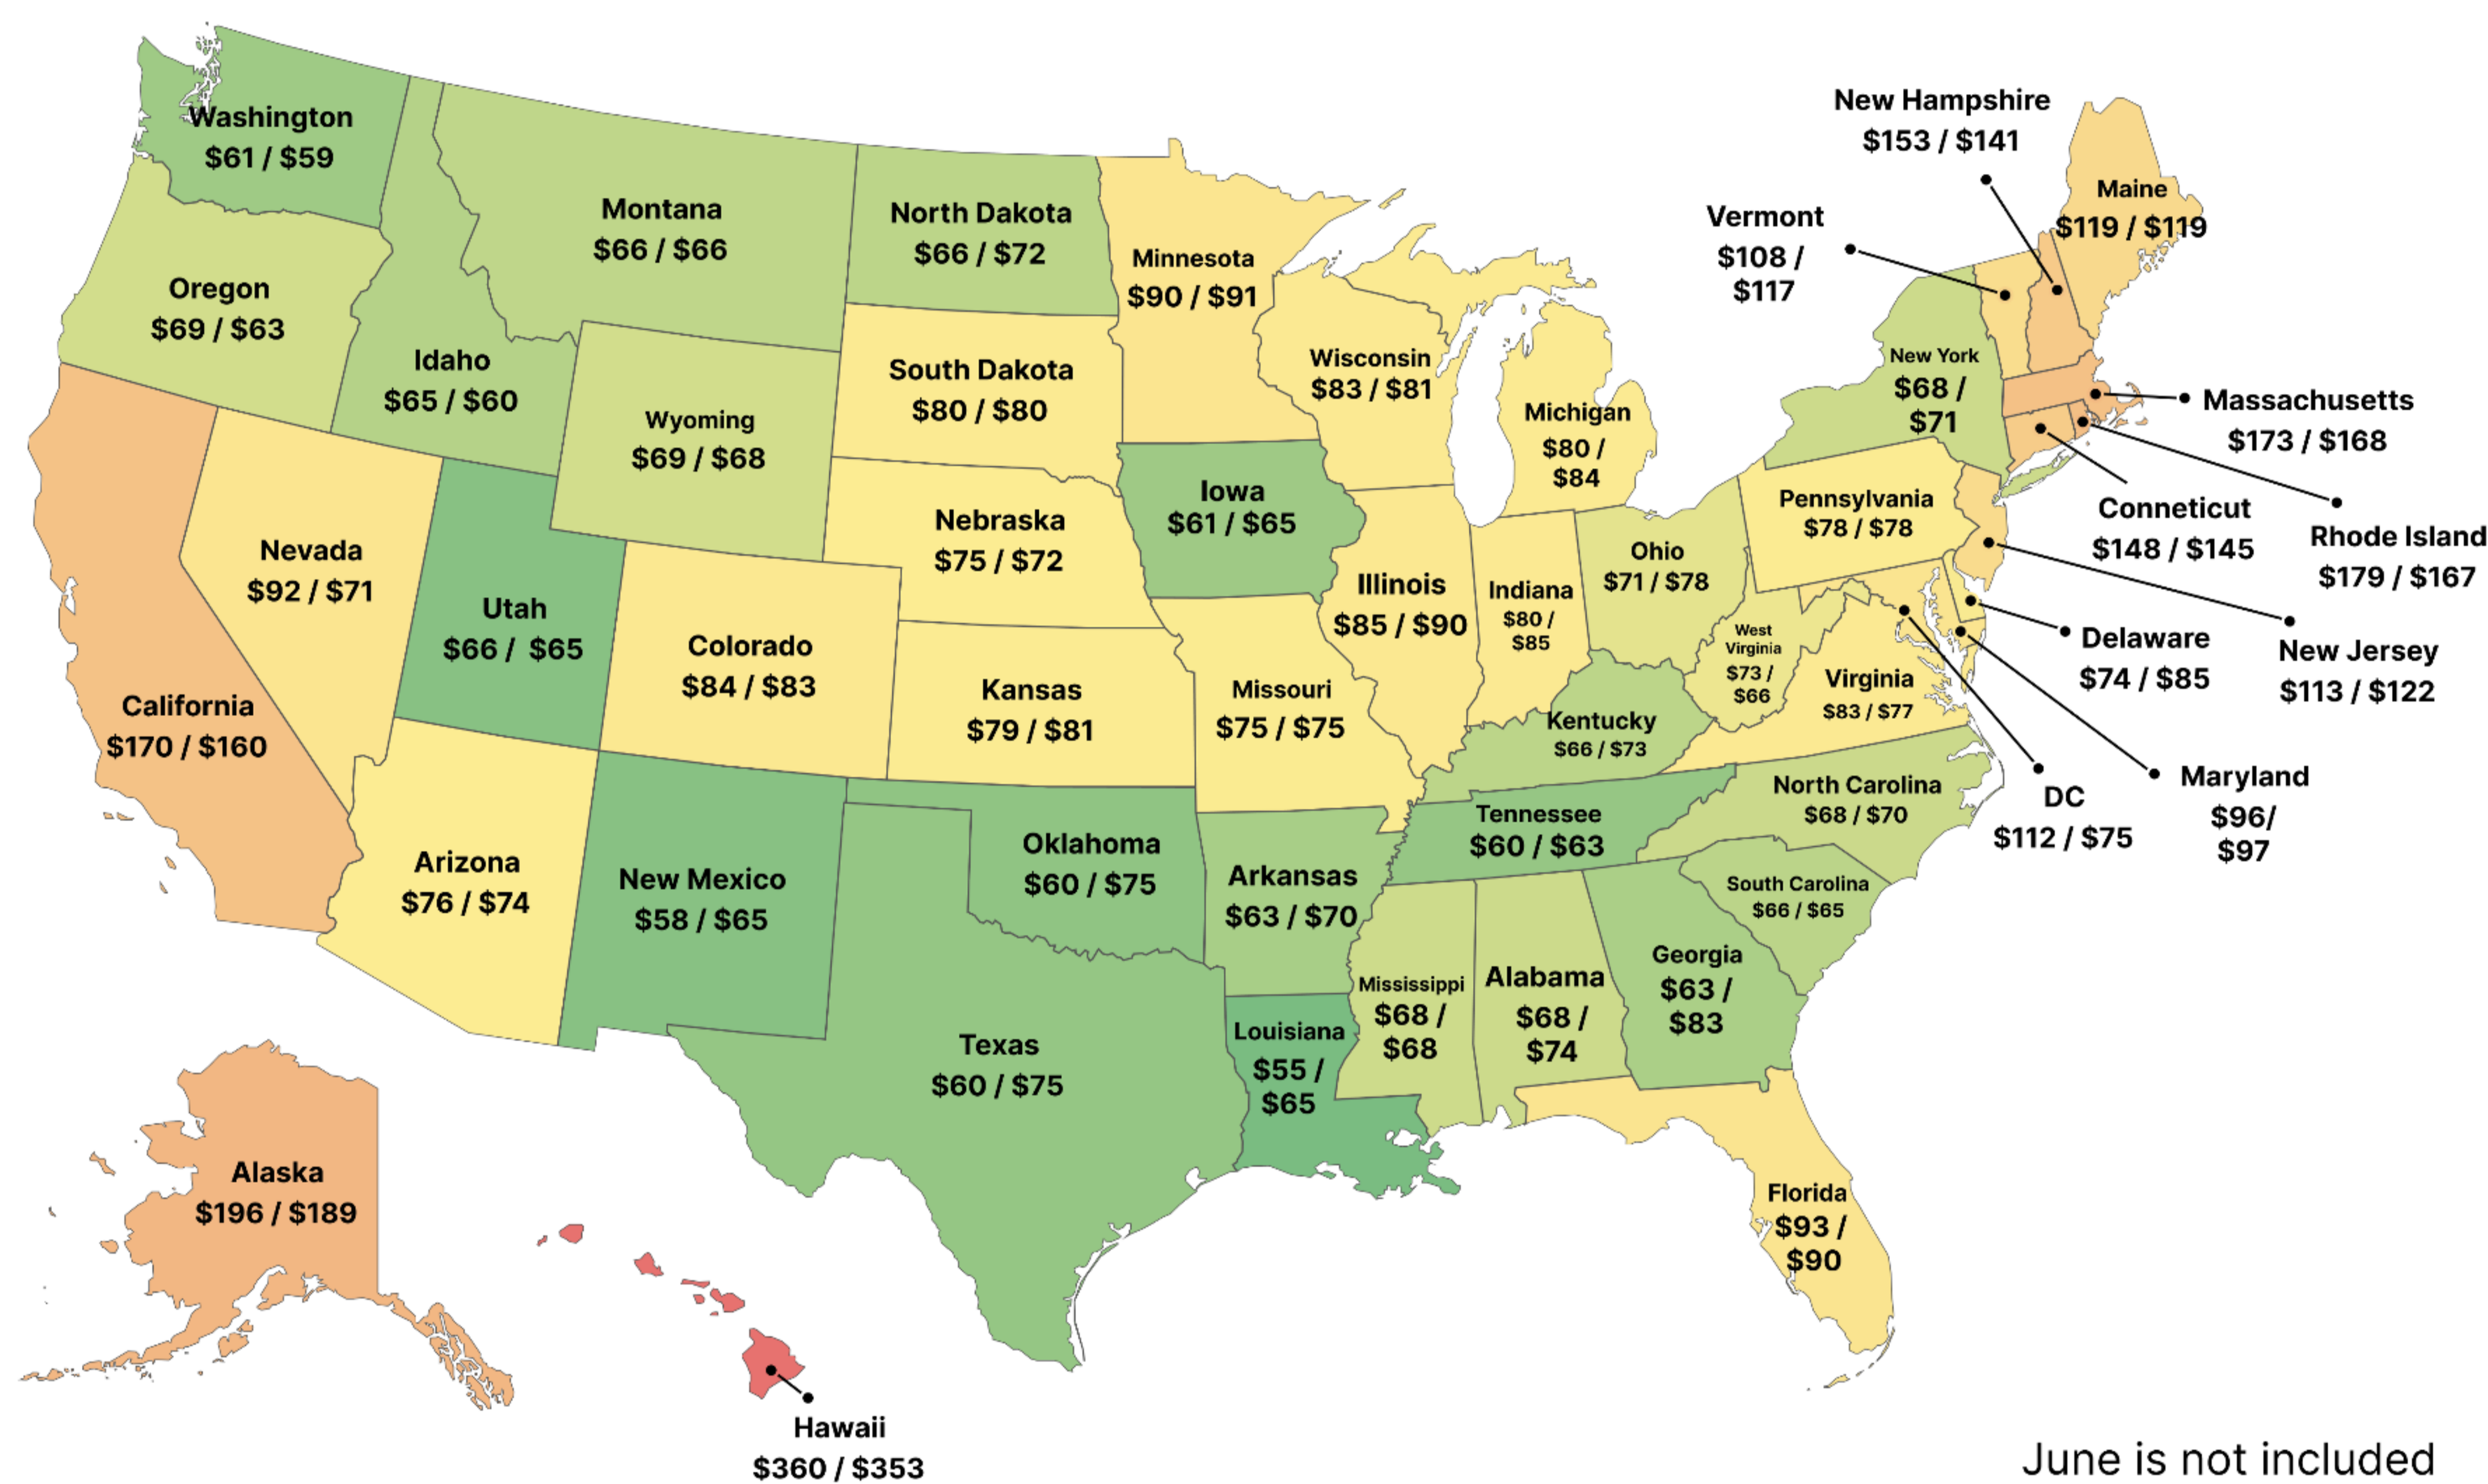 Washington
$61 / $59
Oregon
$69 / $63
Idaho
$65 / $60
Montana
$66 / $66
North Dakota
$66 / $72
Minnesota
$90 / $91
Wyoming
$69 / $68
South Dakota
$80 / $80
Wisconsin
$83 / $81
Michigan
$80 /
$84
New York
$68 /
$71
Vermont
$108 /
$117
New Hampshire
$153 / $141
Maine
$119 / $119
Massachusetts
$173 / $168
Conneticut
$148 / $145
Rhode Island
$179 / $167
California
$170 / $160
Nevada
$92 / $71
Utah
$66 / $65
Colorado
$84 / $83
Nebraska
$75 / $72
Iowa
$61 / $65
Illinois
$85 / $90
Indiana
$80 /
$85
Ohio
$71 / $78
Pennsylvania
$78 / $78
New Jersey
$113 / $122
Delaware
$74 / $85
Maryland
$96/
$97
DC
$112 / $75
West
Virginia
$73 /
$66
Virginia
$83 / $77
Kansas
$79 / $81
Missouri
$75 / $75
Kentucky
$66 / $73
Arizona
$76 / $74
New Mexico
$58 / $65
Oklahoma
$60 / $75
Arkansas
$63 / $70
Tennessee
$60 / $63
North Carolina
$68 / $70
South Carolina
$66 / $65
Texas
$60 / $75
Louisiana
$55 /
$65
Mississippi
$68 /
$68
Alabama
$68 /
$74
Georgia
$63 /
$83
Florida
$93 /
$90
Alaska
$196 / $189
Hawaii
$360 / $353
June is not included